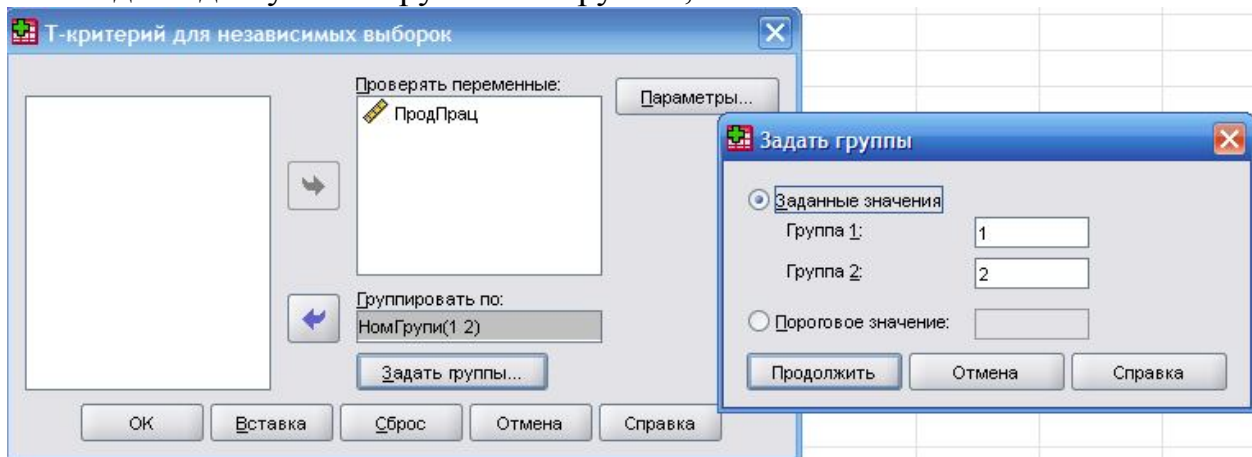 Т-критерий для независимых выборок
Проверять переменные:
ПродПрац
Параметры...
Группировать по:
НомГрупи(1 2)
Задать группы...
ОК
Вставка
Сброс
Отмена
Справка
Задать группы
Заданные значения
Группа 1:
1
Группа 2:
2
Пороговое значение:
Продолжить
Отмена
Справка